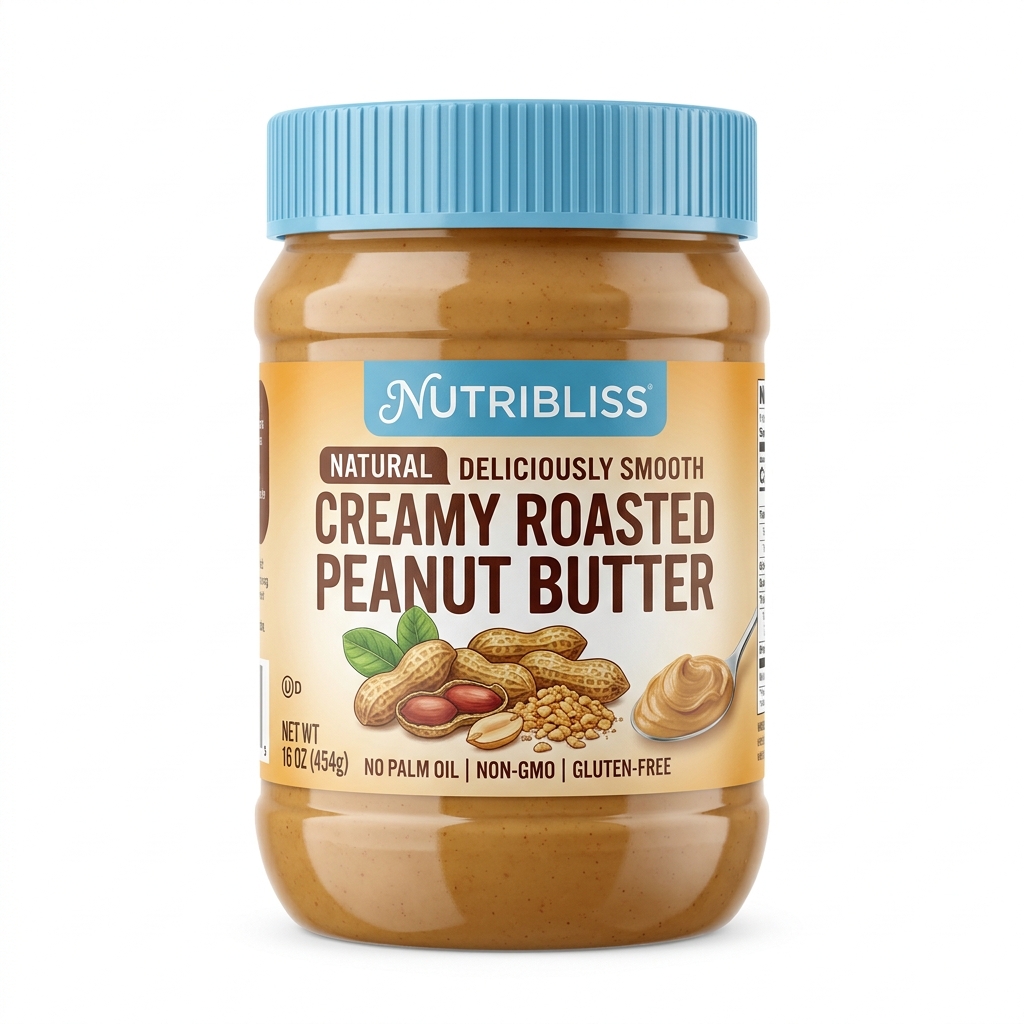 NUTRIBLISS®
NATURAL DELICIOUSLY SMOOTH
CREAMY ROASTED
PEANUT BUTTER
U D
NET WT
16 OZ (454g)
NO PALM OIL | NON-GMO | GLUTEN-FREE